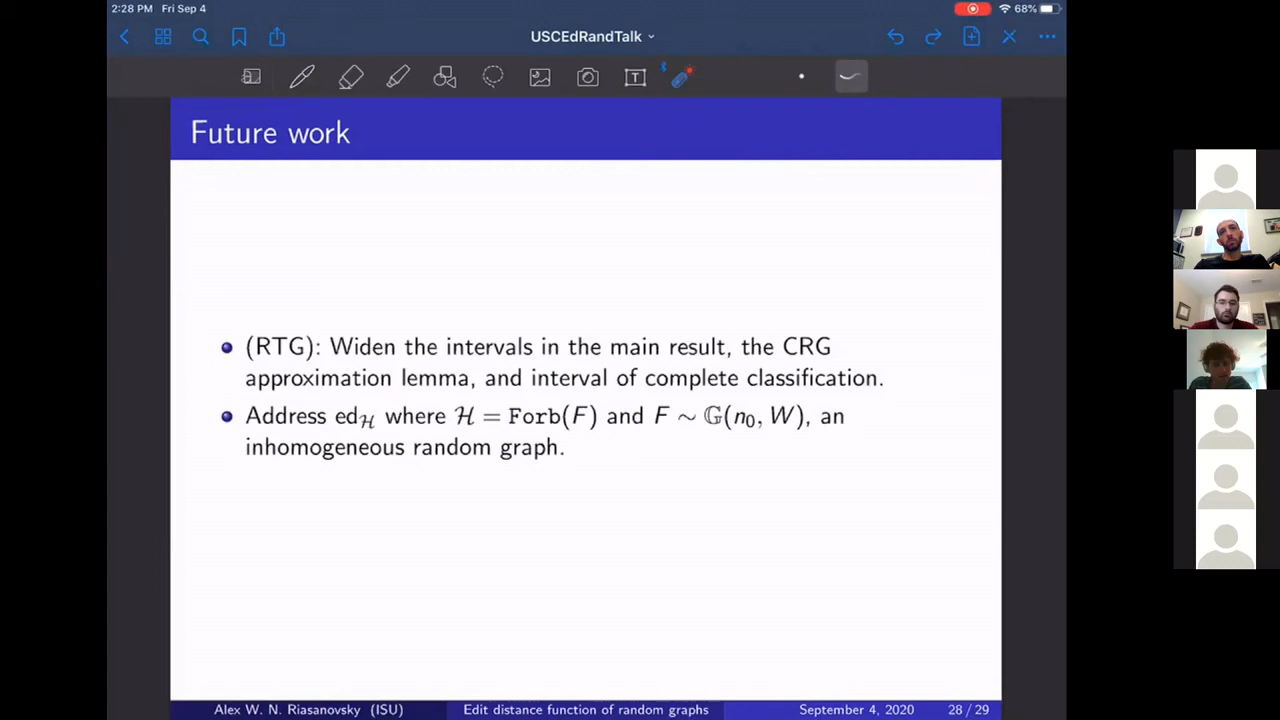 2:28 PM Fri Sep 4
68%
USCEdRandTalk
T
Future work
(RTG): Widen the intervals in the main result, the CRG
approximation lemma, and interval of complete classification.
Address ed_ℋ where ℋ = Forb(F) and F ∼ 𝔾(n₀, W), an
inhomogeneous random graph.
Alex W. N. Riasanovsky (ISU) Edit distance function of random graphs September 4, 2020 28 / 29